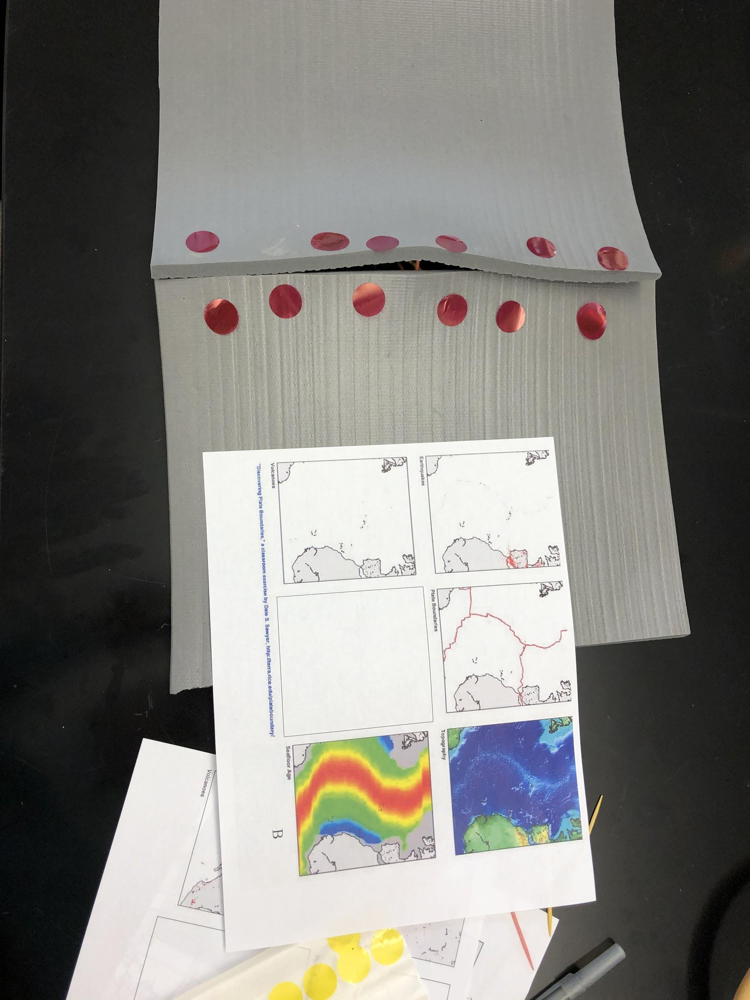 Earthquakes
Plate Boundaries
Topography
Volcanoes
Seafloor Age
"Discovering Plate Boundaries," a classroom exercise by Dale S. Sawyer, http://terra.rice.edu/plateboundary/
B
Volcanoes